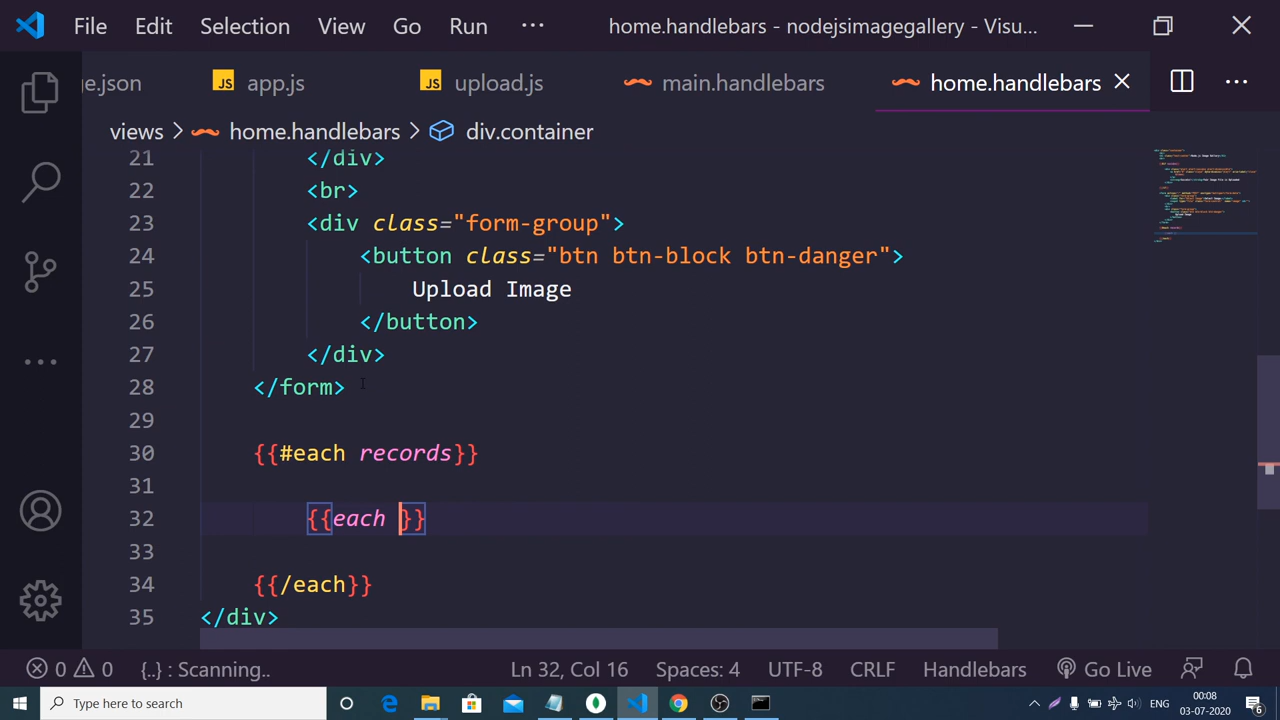 File Edit Selection View Go Run ··· home.handlebars - nodejsimagegallery - Visu...
ge.json JS app.js JS upload.js main.handlebars home.handlebars
views > home.handlebars > div.container
21 </div>
22 <br>
23 <div class="form-group">
24 <button class="btn btn-block btn-danger">
25 Upload Image
26 </button>
27 </div>
28 </form>
29
30 {{#each records}}
31
32 {{each }}
33
34 {{/each}}
35 </div>
0 0 {..} : Scanning.. Ln 32, Col 16 Spaces: 4 UTF-8 CRLF Handlebars Go Live
Type here to search ENG 00:08
03-07-2020 6